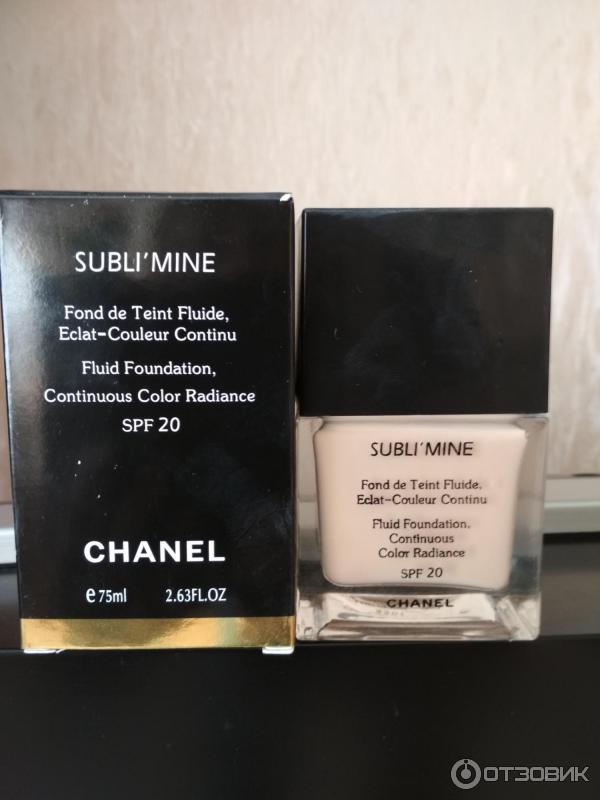 SUBLI'MINE
Fond de Teint Fluide,
Eclat-Couleur Continu
Fluid Foundation,
Continuous Color Radiance
SPF 20
CHANEL
e 75ml 2.63FL.OZ
SUBLI'MINE
Fond de Teint Fluide,
Eclat-Couleur Continu
Fluid Foundation,
Continuous
Color Radiance
SPF 20
CHANEL
ОТЗОВИК